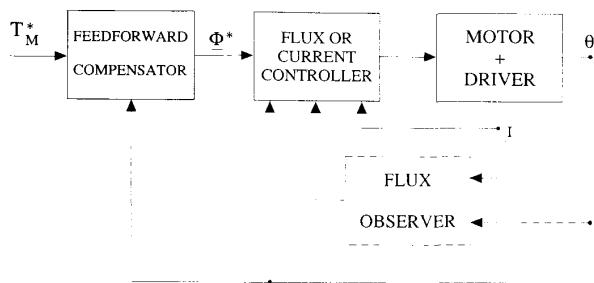 T*M
FEEDFORWARD
COMPENSATOR
Φ*
FLUX OR
CURRENT
CONTROLLER
MOTOR
+
DRIVER
θ
I
FLUX
OBSERVER